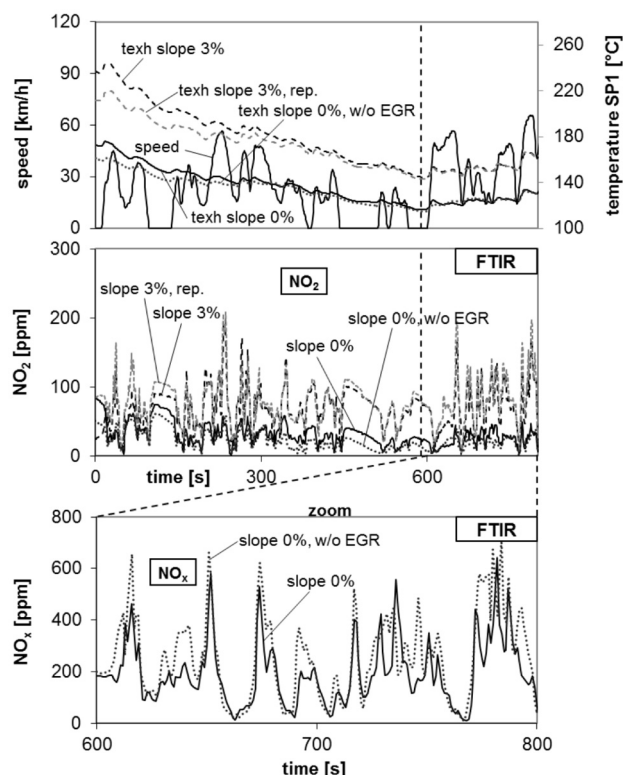 120
90
60
30
0
speed [km/h]
texh slope 3%
texh slope 3%, rep.
texh slope 0%, w/o EGR
speed
texh slope 0%
260
220
180
140
100
temperature SP1 [°C]
300
200
100
0
NO2 [ppm]
NO2
FTIR
slope 3%, rep.
slope 3%
slope 0%, w/o EGR
slope 0%
0
300
600
time [s]
zoom
800
600
400
200
0
NOx [ppm]
NOx
FTIR
slope 0%, w/o EGR
slope 0%
600
700
800
time [s]